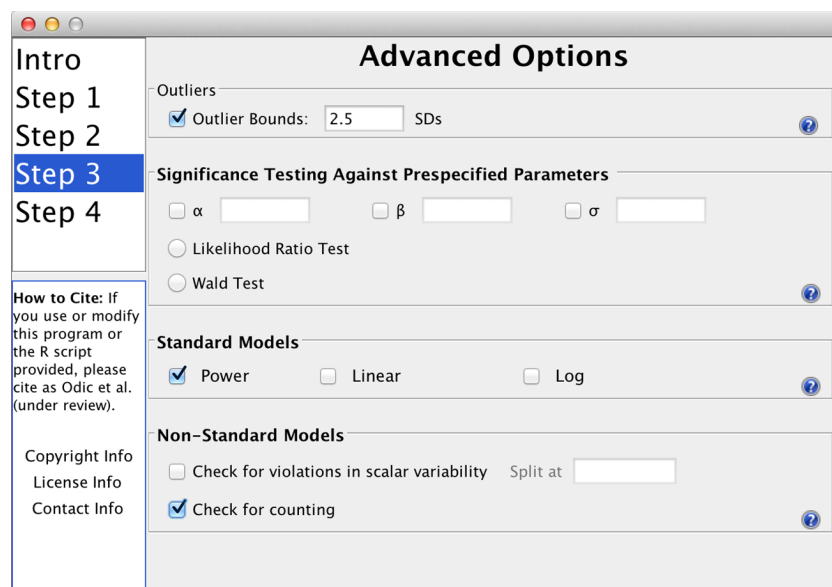 Intro
Step 1
Step 2
Step 3
Step 4
How to Cite: If
you use or modify
this program or
the R script
provided, please
cite as Odic et al.
(under review).
Copyright Info
License Info
Contact Info
Advanced Options
Outliers
Outlier Bounds: 2.5 SDs
?
Significance Testing Against Prespecified Parameters
α β σ
Likelihood Ratio Test
Wald Test
?
Standard Models
Power Linear Log
?
Non-Standard Models
Check for violations in scalar variability Split at
Check for counting
?